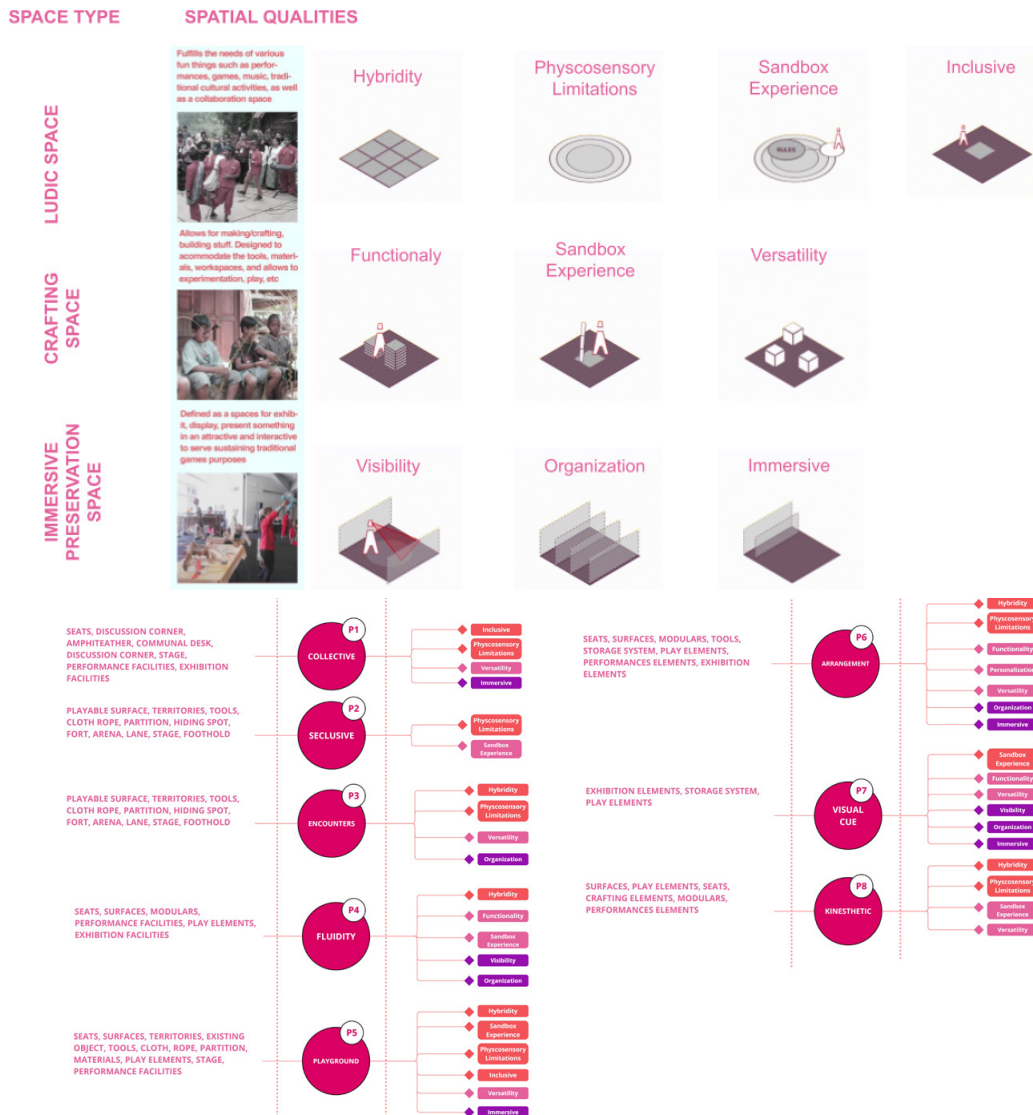 SPACE TYPE
SPATIAL QUALITIES
LUDIC SPACE
Fulfills the needs of various
fun things such as perfor-
mances, games, music, tradi-
tional cultural activities, as well
as a collaboration space
Hybridity
Physcosensory
Limitations
Sandbox
Experience
RULES
Inclusive
CRAFTING
SPACE
Allows for making/crafting,
building stuff. Designed to
acommodate the tools, materi-
als, workspaces, and allows to
experimentation, play, etc
Functionaly
Sandbox
Experience
Versatility
IMMERSIVE
PRESERVATION
SPACE
Defined as a spaces for exhib-
it, display, present something
in an attractive and interactive
to serve sustaining traditional
games purposes
Visibility
Organization
Immersive
SEATS, DISCUSSION CORNER,
AMPHITEATHER, COMMUNAL DESK,
DISCUSSION CORNER, STAGE,
PERFORMANCE FACILITIES, EXHIBITION
FACILITIES
P1
COLLECTIVE
Inclusive
Physcosensory
Limitations
Versatility
Immersive
PLAYABLE SURFACE, TERRITORIES, TOOLS,
CLOTH ROPE, PARTITION, HIDING SPOT,
FORT, ARENA, LANE, STAGE, FOOTHOLD
P2
SECLUSIVE
Physcosensory
Limitations
Sandbox
Experience
PLAYABLE SURFACE, TERRITORIES, TOOLS,
CLOTH ROPE, PARTITION, HIDING SPOT,
FORT, ARENA, LANE, STAGE, FOOTHOLD
P3
ENCOUNTERS
Hybridity
Physcosensory
Limitations
Versatility
Organization
SEATS, SURFACES, MODULARS,
PERFORMANCE FACILITIES, PLAY ELEMENTS,
EXHIBITION FACILITIES
P4
FLUIDITY
Hybridity
Functionality
Sandbox
Experience
Visibility
Organization
SEATS, SURFACES, TERRITORIES, EXISTING
OBJECT, TOOLS, CLOTH, ROPE, PARTITION,
MATERIALS, PLAY ELEMENTS, STAGE,
PERFORMANCE FACILITIES
P5
PLAYGROUND
Hybridity
Sandbox
Experience
Physcosensory
Limitations
Inclusive
Versatility
Immersive
SEATS, SURFACES, MODULARS, TOOLS,
STORAGE SYSTEM, PLAY ELEMENTS,
PERFORMANCES ELEMENTS, EXHIBITION
ELEMENTS
P6
ARRANGEMENT
Hybridity
Physcosensory
Limitations
Functionality
Personalization
Versatility
Organization
Immersive
EXHIBITION ELEMENTS, STORAGE SYSTEM,
PLAY ELEMENTS
P7
VISUAL
CUE
Sandbox
Experience
Functionality
Versatility
Visibility
Organization
Immersive
SURFACES, PLAY ELEMENTS, SEATS,
CRAFTING ELEMENTS, MODULARS,
PERFORMANCES ELEMENTS
P8
KINESTHETIC
Hybridity
Physcosensory
Limitations
Sandbox
Experience
Versatility